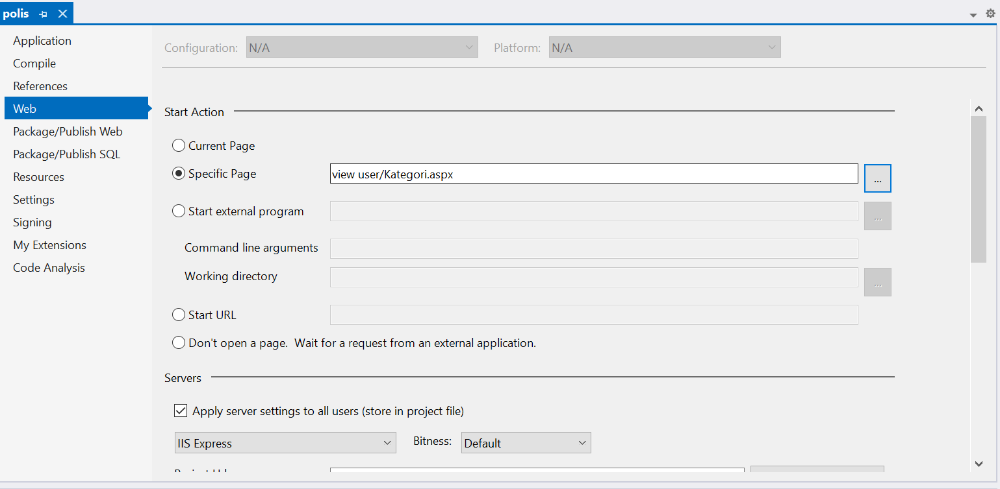 polis
Application
Compile
References
Web
Package/Publish Web
Package/Publish SQL
Resources
Settings
Signing
My Extensions
Code Analysis
Configuration: N/A Platform: N/A
Start Action
Current Page
Specific Page view user/Kategori.aspx ...
Start external program ...
Command line arguments
Working directory ...
Start URL
Don't open a page. Wait for a request from an external application.
Servers
Apply server settings to all users (store in project file)
IIS Express Bitness: Default